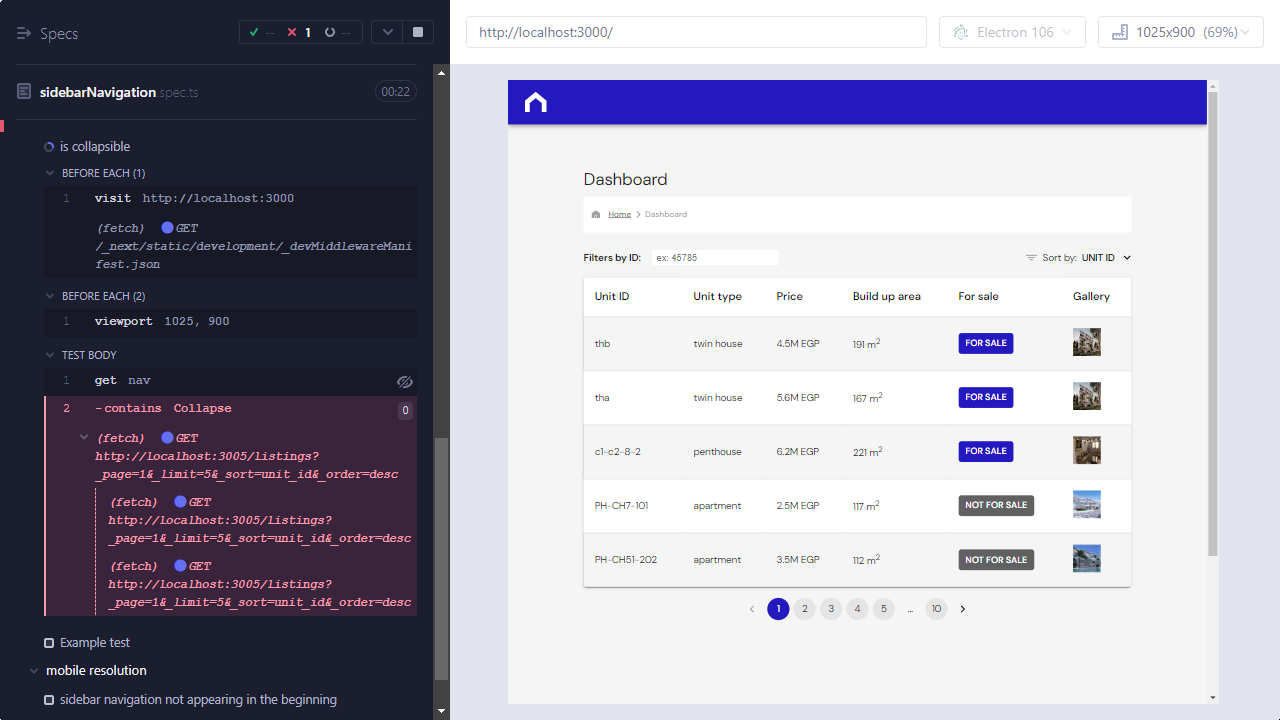 Specs
-- 1 --
http://localhost:3000/
Electron 106
1025x900 (69%)
sidebarNavigation.spec.ts
00:22
is collapsible
BEFORE EACH (1)
1 visit http://localhost:3000
(fetch) GET
/_next/static/development/_devMiddlewareMani
fest.json
BEFORE EACH (2)
1 viewport 1025, 900
TEST BODY
1 get nav
2 -contains Collapse 0
(fetch) GET
http://localhost:3005/listings?
_page=1&_limit=5&_sort=unit_id&_order=desc
(fetch) GET
http://localhost:3005/listings?
_page=1&_limit=5&_sort=unit_id&_order=desc
(fetch) GET
http://localhost:3005/listings?
_page=1&_limit=5&_sort=unit_id&_order=desc
Example test
mobile resolution
sidebar navigation not appearing in the beginning
Dashboard
Home > Dashboard
Filters by ID: ex: 45785
Sort by: UNIT ID
Unit ID Unit type Price Build up area For sale Gallery
thb twin house 4.5M EGP 191 m² FOR SALE
tha twin house 5.6M EGP 167 m² FOR SALE
c1-c2-8-2 penthouse 6.2M EGP 221 m² FOR SALE
PH-CH7-101 apartment 2.5M EGP 117 m² NOT FOR SALE
PH-CH51-202 apartment 3.5M EGP 112 m² NOT FOR SALE
‹ 1 2 3 4 5 ... 10 ›